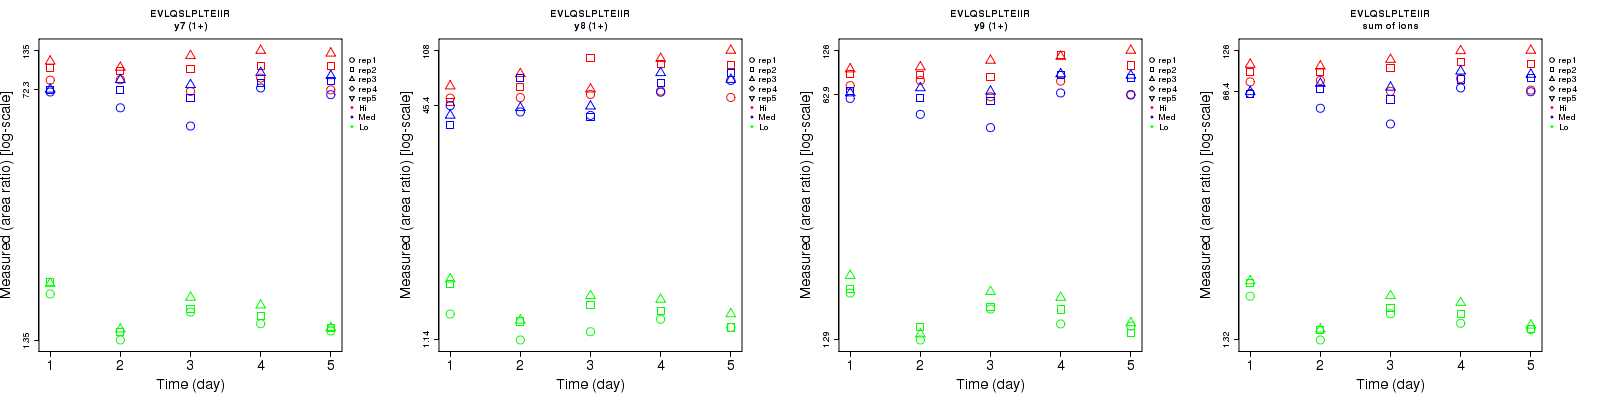 EVLQSLPLTEIIR
y7 (1+)
Measured (area ratio) [log-scale]
135
72.3
1.35
1 2 3 4 5
Time (day)
rep1
rep2
rep3
rep4
rep5
Hi
Med
Lo
EVLQSLPLTEIIR
y8 (1+)
Measured (area ratio) [log-scale]
108
45.4
1.14
1 2 3 4 5
Time (day)
rep1
rep2
rep3
rep4
rep5
Hi
Med
Lo
EVLQSLPLTEIIR
y9 (1+)
Measured (area ratio) [log-scale]
126
62.9
1.29
1 2 3 4 5
Time (day)
rep1
rep2
rep3
rep4
rep5
Hi
Med
Lo
EVLQSLPLTEIIR
sum of ions
Measured (area ratio) [log-scale]
126
66.4
1.32
1 2 3 4 5
Time (day)
rep1
rep2
rep3
rep4
rep5
Hi
Med
Lo